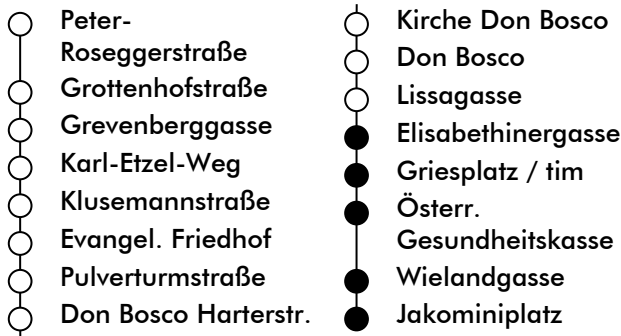 Peter-
Roseggerstraße
Grottenhofstraße
Grevenberggasse
Karl-Etzel-Weg
Klusemannstraße
Evangel. Friedhof
Pulverturmstraße
Don Bosco Harterstr.
Kirche Don Bosco
Don Bosco
Lissagasse
Elisabethinergasse
Griesplatz / tim
Österr.
Gesundheitskasse
Wielandgasse
Jakominiplatz